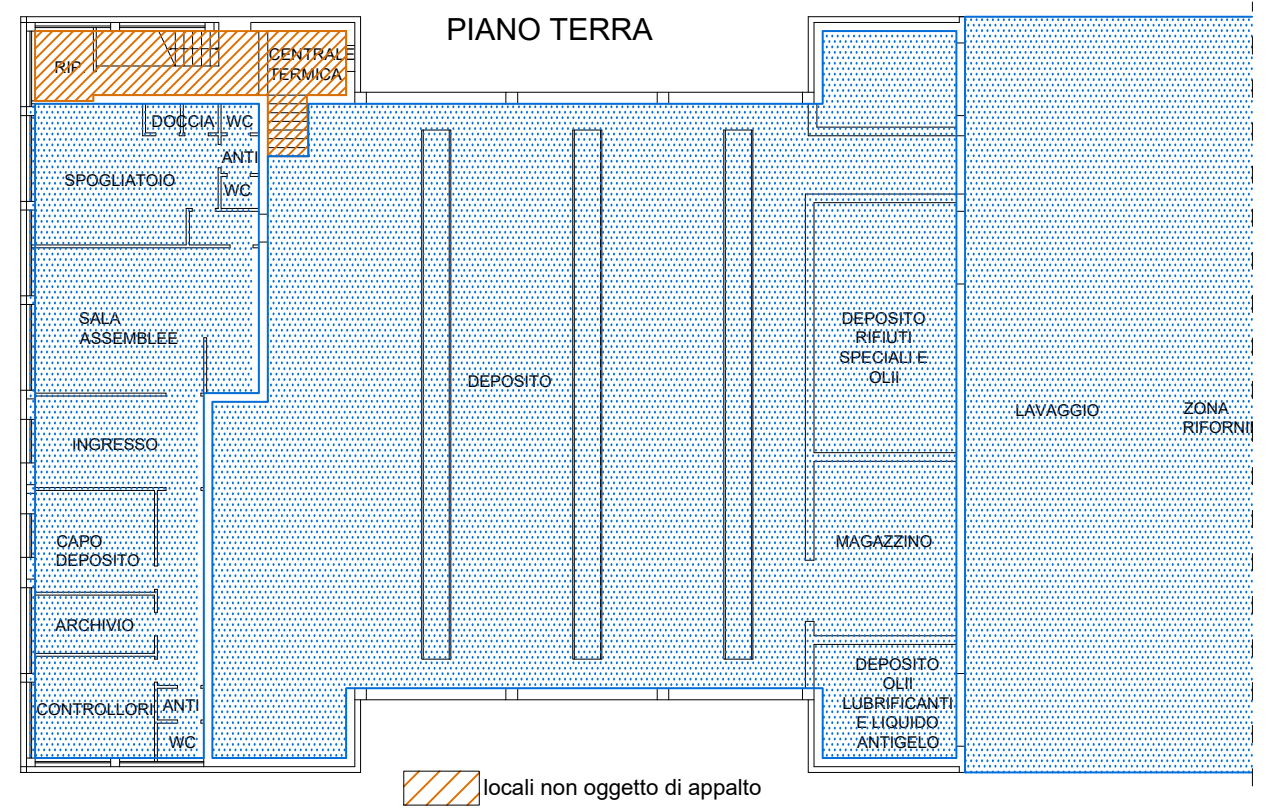 PIANO TERRA
RIP
CENTRAL
TERMICA
DOCCIA
WC
ANTI
WC
SPOGLIATOIO
SALA
ASSEMBLEE
INGRESSO
CAPO
DEPOSITO
ARCHIVIO
CONTROLLORI
ANTI
WC
DEPOSITO
DEPOSITO
RIFIUTI
SPECIALI E
OLII
MAGAZZINO
DEPOSITO
OLII
LUBRIFICANTI
E LIQUIDO
ANTIGELO
LAVAGGIO
ZONA
RIFORNI
locali non oggetto di appalto